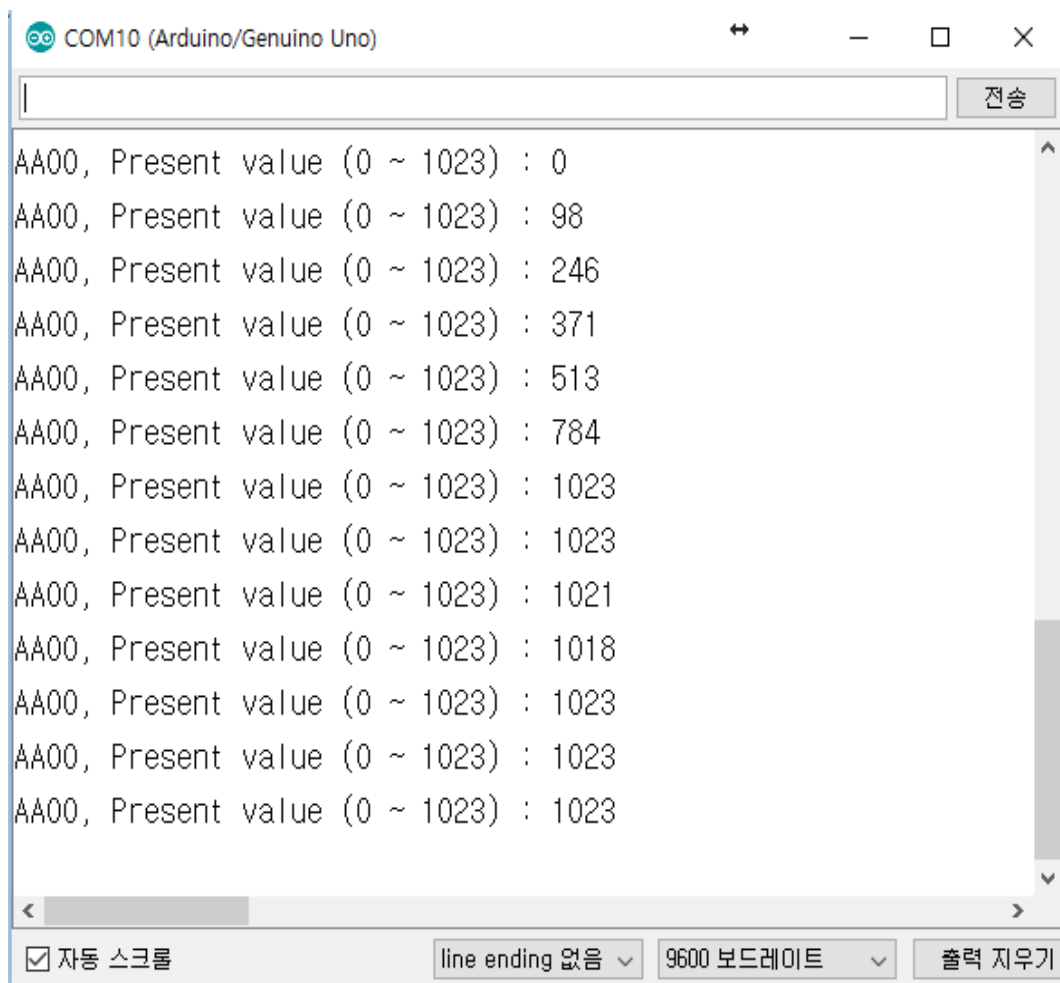 COM10 (Arduino/Genuino Uno)
전송
AA00, Present value (0 ~ 1023) : 0
AA00, Present value (0 ~ 1023) : 98
AA00, Present value (0 ~ 1023) : 246
AA00, Present value (0 ~ 1023) : 371
AA00, Present value (0 ~ 1023) : 513
AA00, Present value (0 ~ 1023) : 784
AA00, Present value (0 ~ 1023) : 1023
AA00, Present value (0 ~ 1023) : 1023
AA00, Present value (0 ~ 1023) : 1021
AA00, Present value (0 ~ 1023) : 1018
AA00, Present value (0 ~ 1023) : 1023
AA00, Present value (0 ~ 1023) : 1023
AA00, Present value (0 ~ 1023) : 1023
자동 스크롤 line ending 없음 9600 보드레이트 출력 지우기